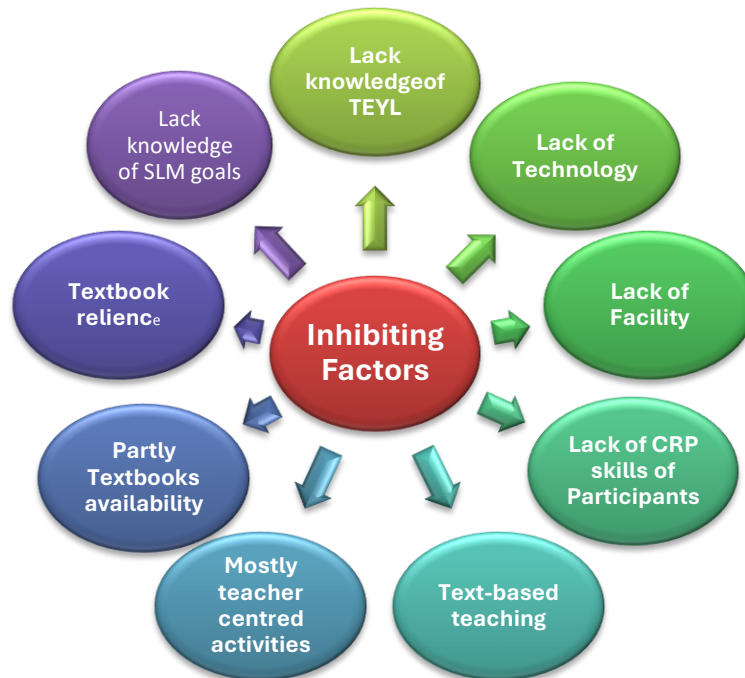 Lack
knowledgeof
TEYL
Lack of
Technology
Lack of
Facility
Lack of CRP
skills of
Participants
Text-based
teaching
Mostly
teacher
centred
activities
Partly
Textbooks
availability
Textbook
relience
Lack
knowledge
of SLM goals
Inhibiting
Factors